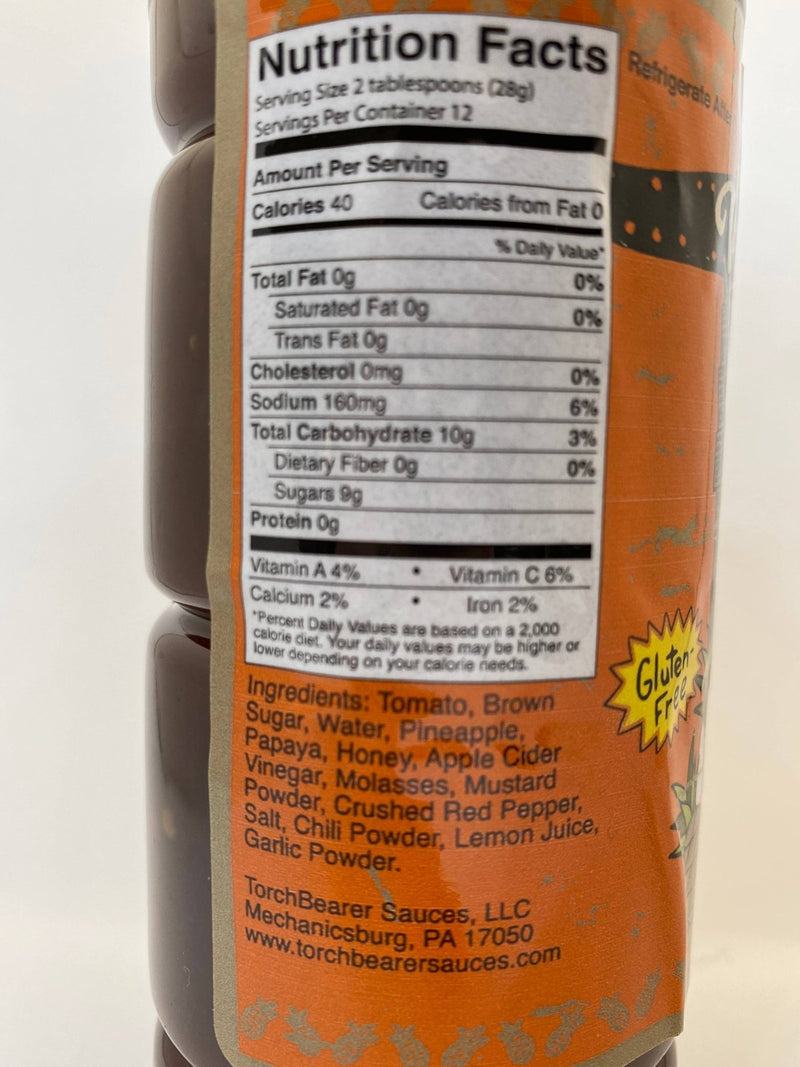 Nutrition Facts
Serving Size 2 tablespoons (28g)
Servings Per Container 12
Amount Per Serving
Calories 40 Calories from Fat 0
% Daily Value*
Total Fat 0g 0%
Saturated Fat 0g 0%
Trans Fat 0g
Cholesterol 0mg 0%
Sodium 160mg 6%
Total Carbohydrate 10g 3%
Dietary Fiber 0g 0%
Sugars 9g
Protein 0g
Vitamin A 4% • Vitamin C 6%
Calcium 2% • Iron 2%
*Percent Daily Values are based on a 2,000
calorie diet. Your daily values may be higher or
lower depending on your calorie needs.
Ingredients: Tomato, Brown
Sugar, Water, Pineapple,
Papaya, Honey, Apple Cider
Vinegar, Molasses, Mustard
Powder, Crushed Red Pepper,
Salt, Chili Powder, Lemon Juice,
Garlic Powder.
TorchBearer Sauces, LLC
Mechanicsburg, PA 17050
www.torchbearersauces.com
Refrigerate
Gluten-
Free